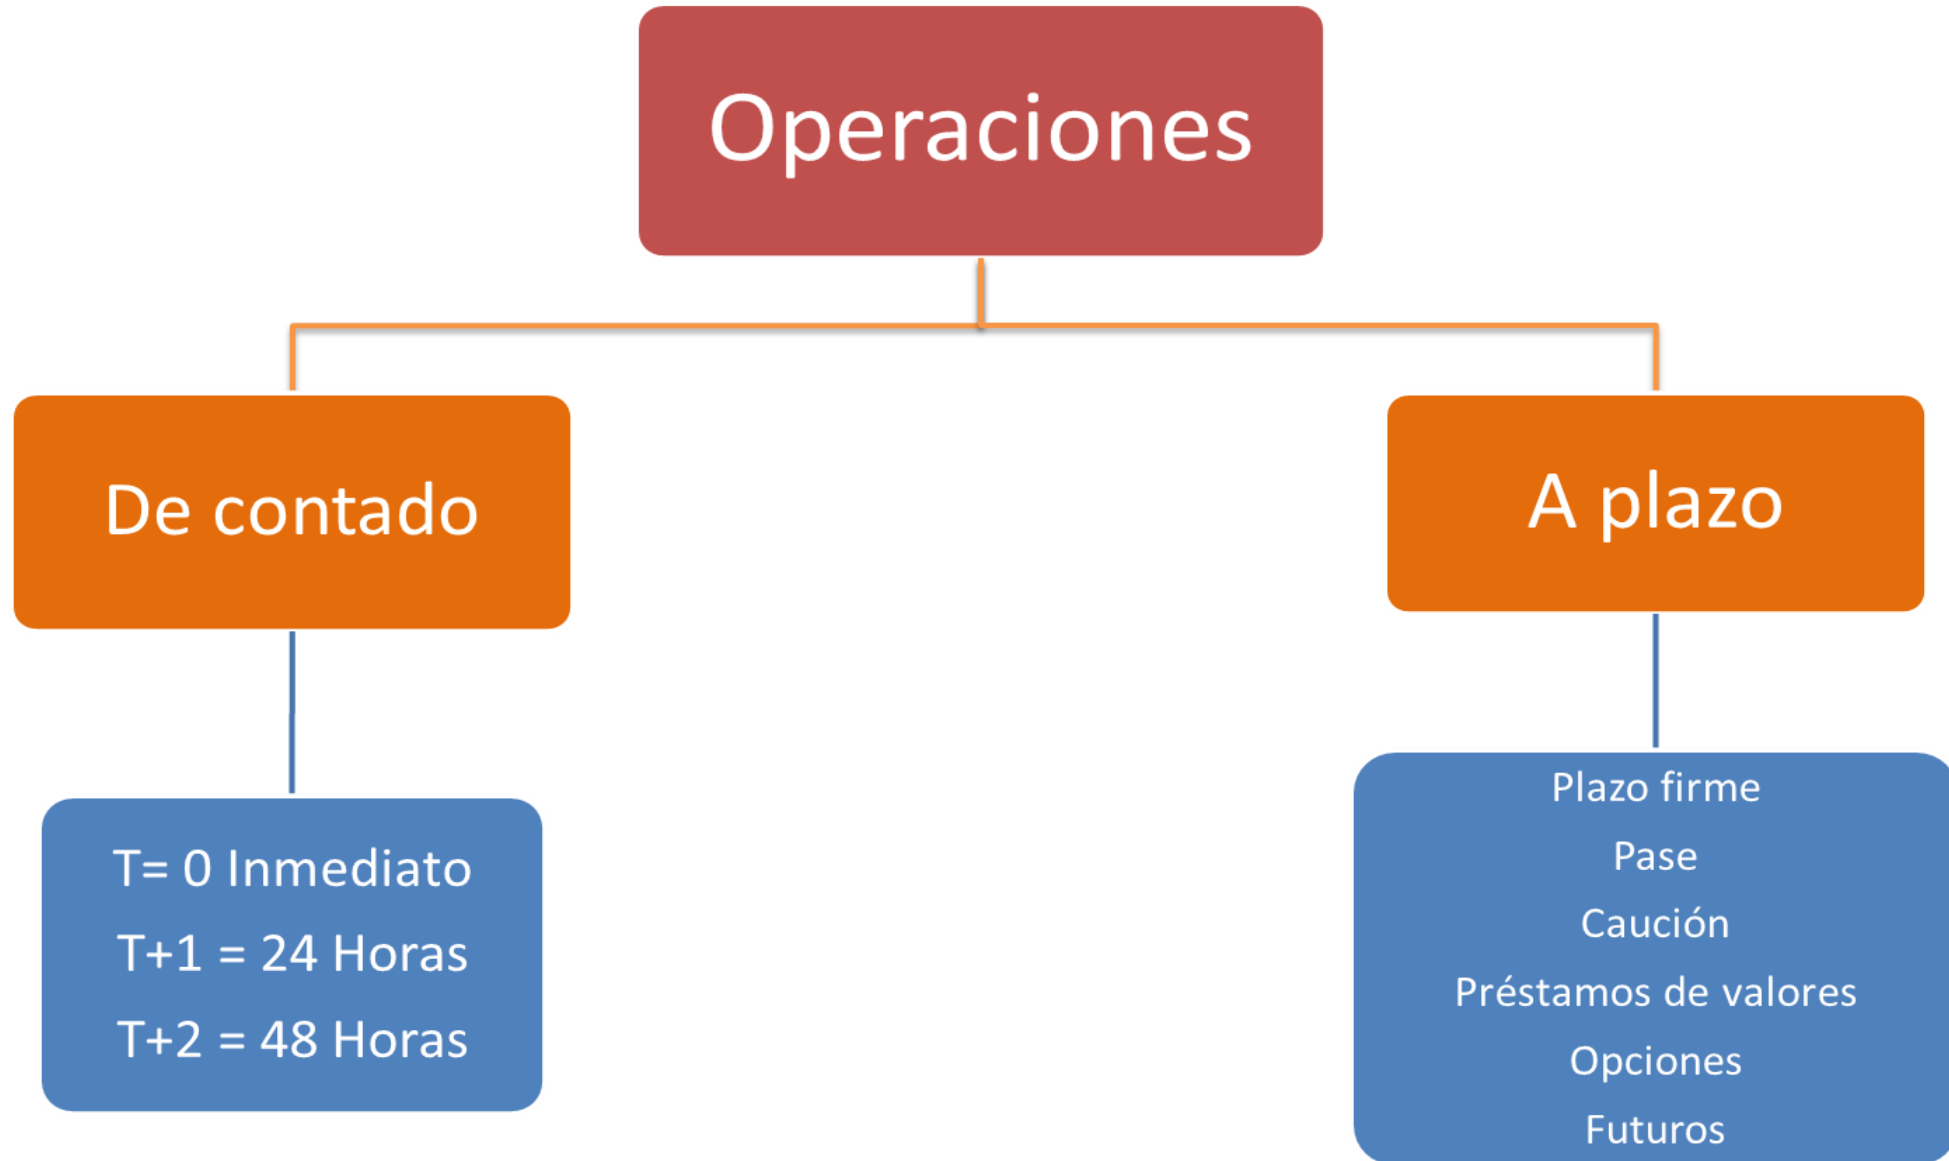 Operaciones
De contado
A plazo
T= 0 Inmediato
T+1 = 24 Horas
T+2 = 48 Horas
Plazo firme
Pase
Caución
Préstamos de valores
Opciones
Futuros